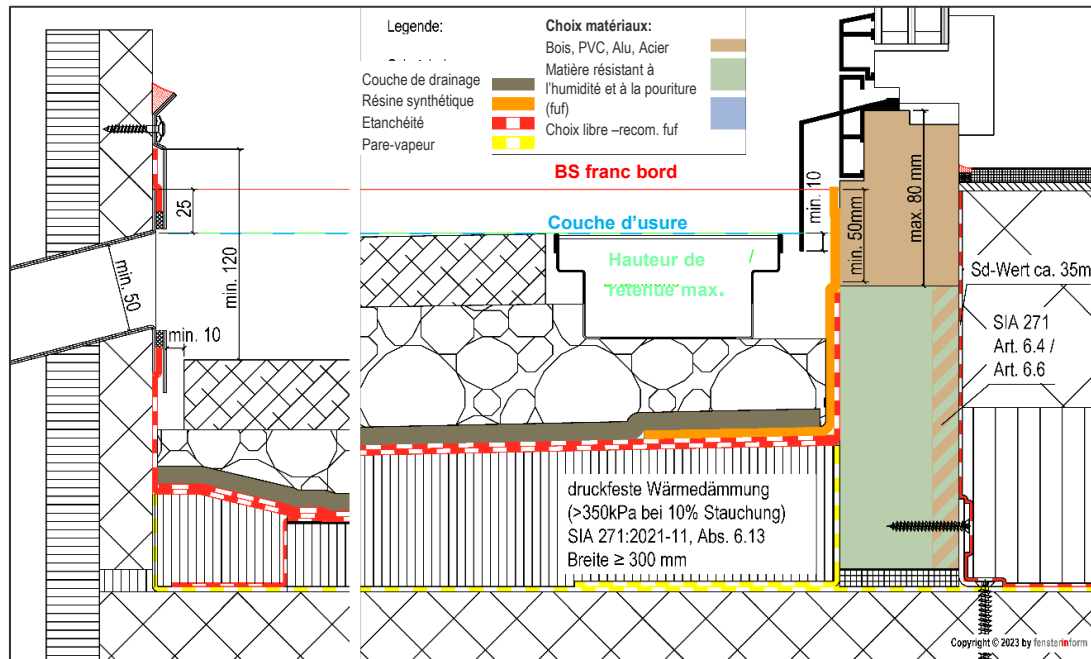 Legende:
Choix matériaux:
Bois, PVC, Alu, Acier
Couche de drainage
Matière résistant à
l'humidité et à la pouriture
Résine synthétique
(fuf)
Etanchéité
Choix libre –recom. fuf
Pare-vapeur
BS franc bord
Couche d'usure
Hauteur de
retenue max.
25
min. 120
min. 50
min. 10
min. 10
min. 50mm
max. 80 mm
Sd-Wert ca. 35m
SIA 271
Art. 6.4 /
Art. 6.6
druckfeste Wärmedämmung
(>350kPa bei 10% Stauchung)
SIA 271:2021-11, Abs. 6.13
Breite ≥ 300 mm
Copyright © 2023 by fensterinform